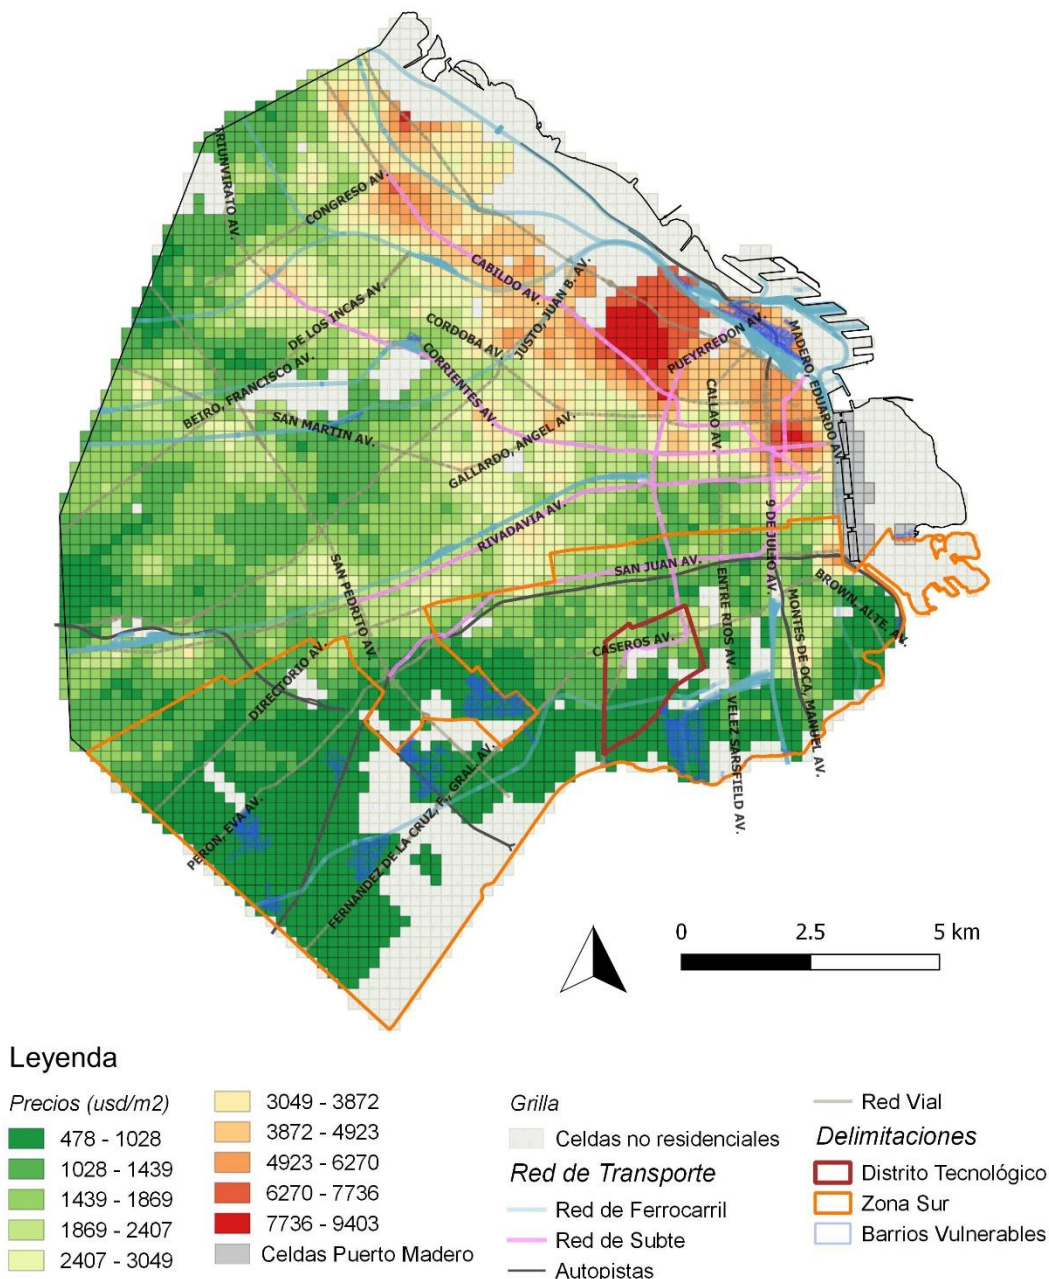 TRIUNVIRATO AV.
CONGRESO AV.
CABILDO AV.
JUSTO, JUAN B. AV.
DE LOS INCAS AV.
CORDOBA AV.
PUEYRREDON AV.
MADERO, EDUARDO AV.
BEIRO, FRANCISCO AV.
CORRIENTES AV.
CALLAO AV.
SAN MARTIN AV.
GALLARDO, ANGEL AV.
RIVADAVIA AV.
9 DE JULIO AV.
SAN PEDRITO AV.
SAN JUAN AV.
ENTRE RIOS AV.
BROWN, ALTE. AV.
MONTES DE OCA, MANUEL AV.
CASEROS AV.
DIRECTORIO AV.
VELEZ SARSFIELD AV.
PERON, EVA AV.
FERNANDEZ DE LA CRUZ, F., GRAL. AV.
0 2.5 5 km
Leyenda
Precios (usd/m2)
478 - 1028
1028 - 1439
1439 - 1869
1869 - 2407
2407 - 3049
3049 - 3872
3872 - 4923
4923 - 6270
6270 - 7736
7736 - 9403
Celdas Puerto Madero
Grilla
Celdas no residenciales
Red de Transporte
Red de Ferrocarril
Red de Subte
Autopistas
Red Vial
Delimitaciones
Distrito Tecnológico
Zona Sur
Barrios Vulnerables